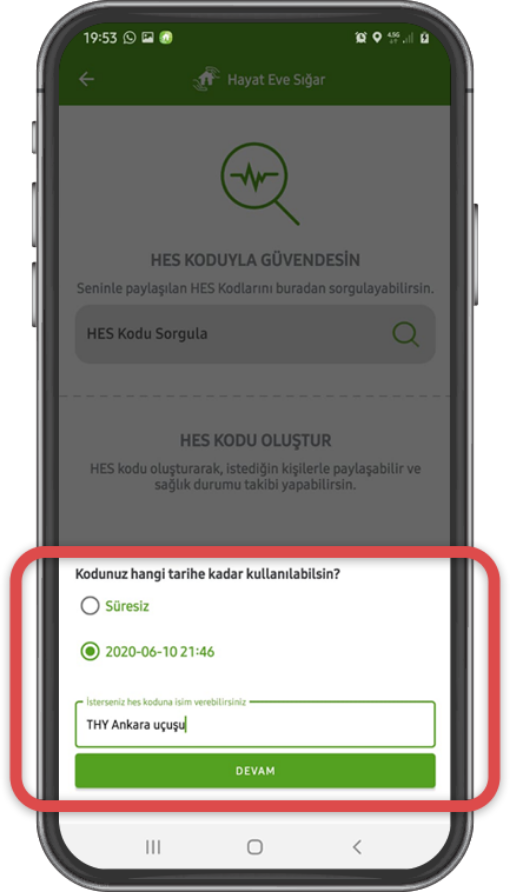 19:53
Hayat Eve Sığar
HES KODUYLA GÜVENDESİN
Seninle paylaşılan HES Kodlarını buradan sorgulayabilirsin.
HES Kodu Sorgula
HES KODU OLUŞTUR
HES kodu oluşturarak, istediğin kişilerle paylaşabilir ve
sağlık durumu takibi yapabilirsin.
Kodunuz hangi tarihe kadar kullanılabilsin?
Süresiz
2020-06-10 21:46
İsterseniz hes koduna isim verebilirsiniz
THY Ankara uçuşu
DEVAM